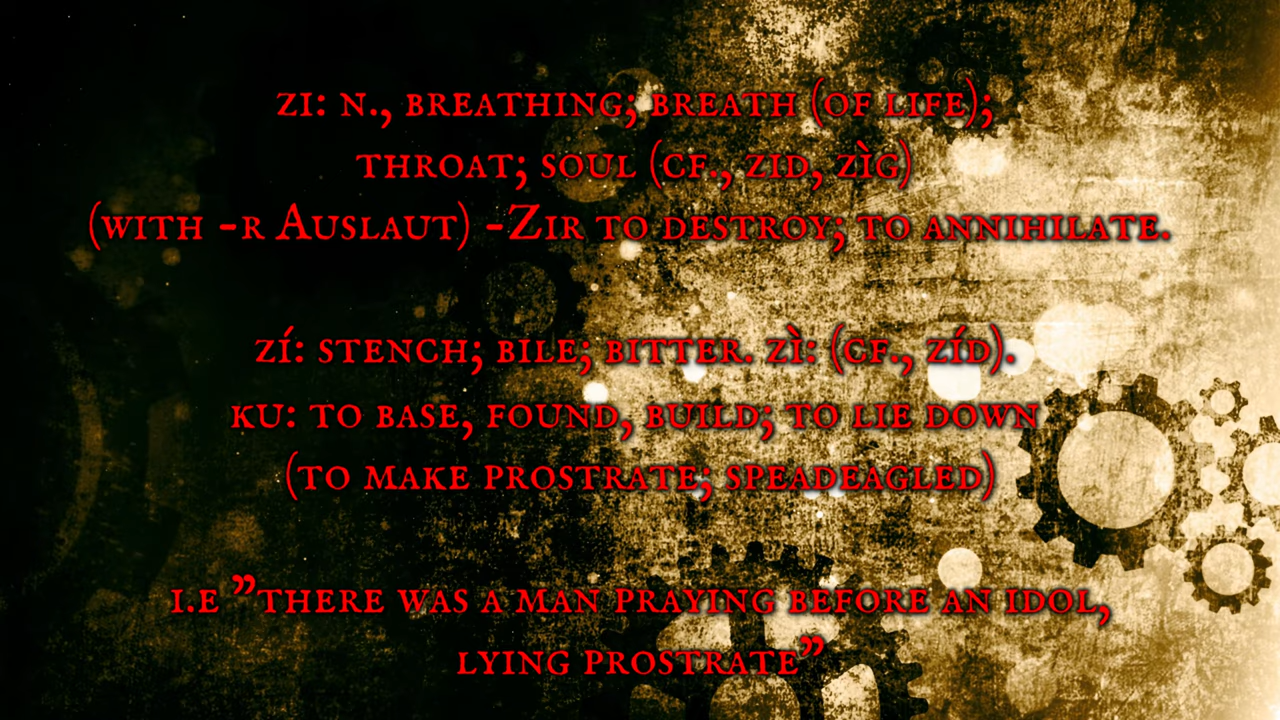 zi: n., breathing; breath (of life);
throat; soul (cf., zid, zìg)
(with -r Auslaut) -Zir to destroy; to annihilate.
zí: stench; bile; bitter. zì: (cf., zíd).
ku: to base, found, build; to lie down
(to make prostrate; speadeagled)
i.e "there was a man praying before an idol,
lying prostrate"